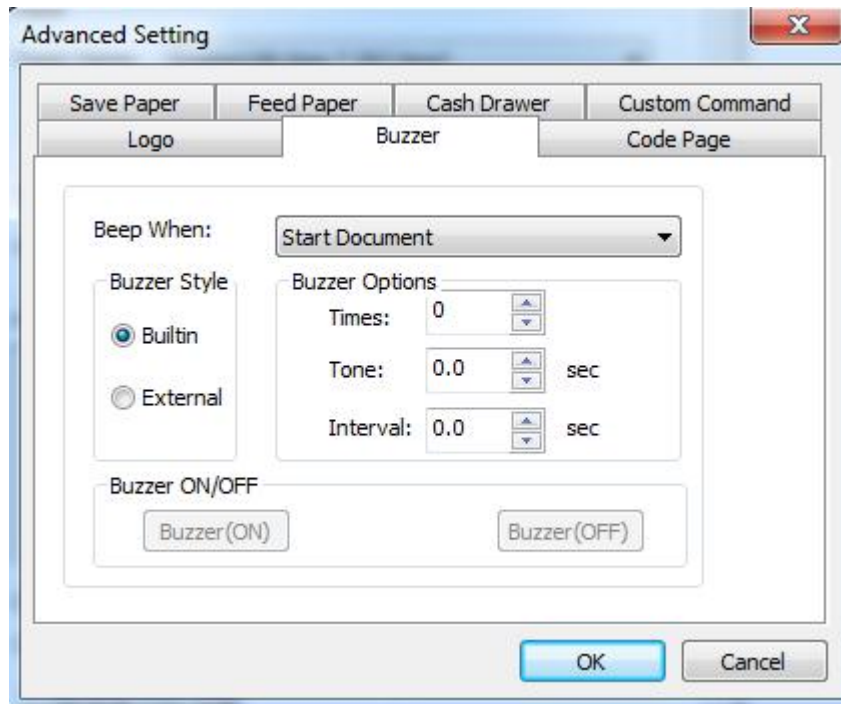 Advanced Setting
Save Paper Feed Paper Cash Drawer Custom Command
Logo Buzzer Code Page
Beep When: Start Document
Buzzer Style Buzzer Options
Times: 0
Builtin
Tone: 0.0 sec
External
Interval: 0.0 sec
Buzzer ON/OFF
Buzzer(ON) Buzzer(OFF)
OK Cancel